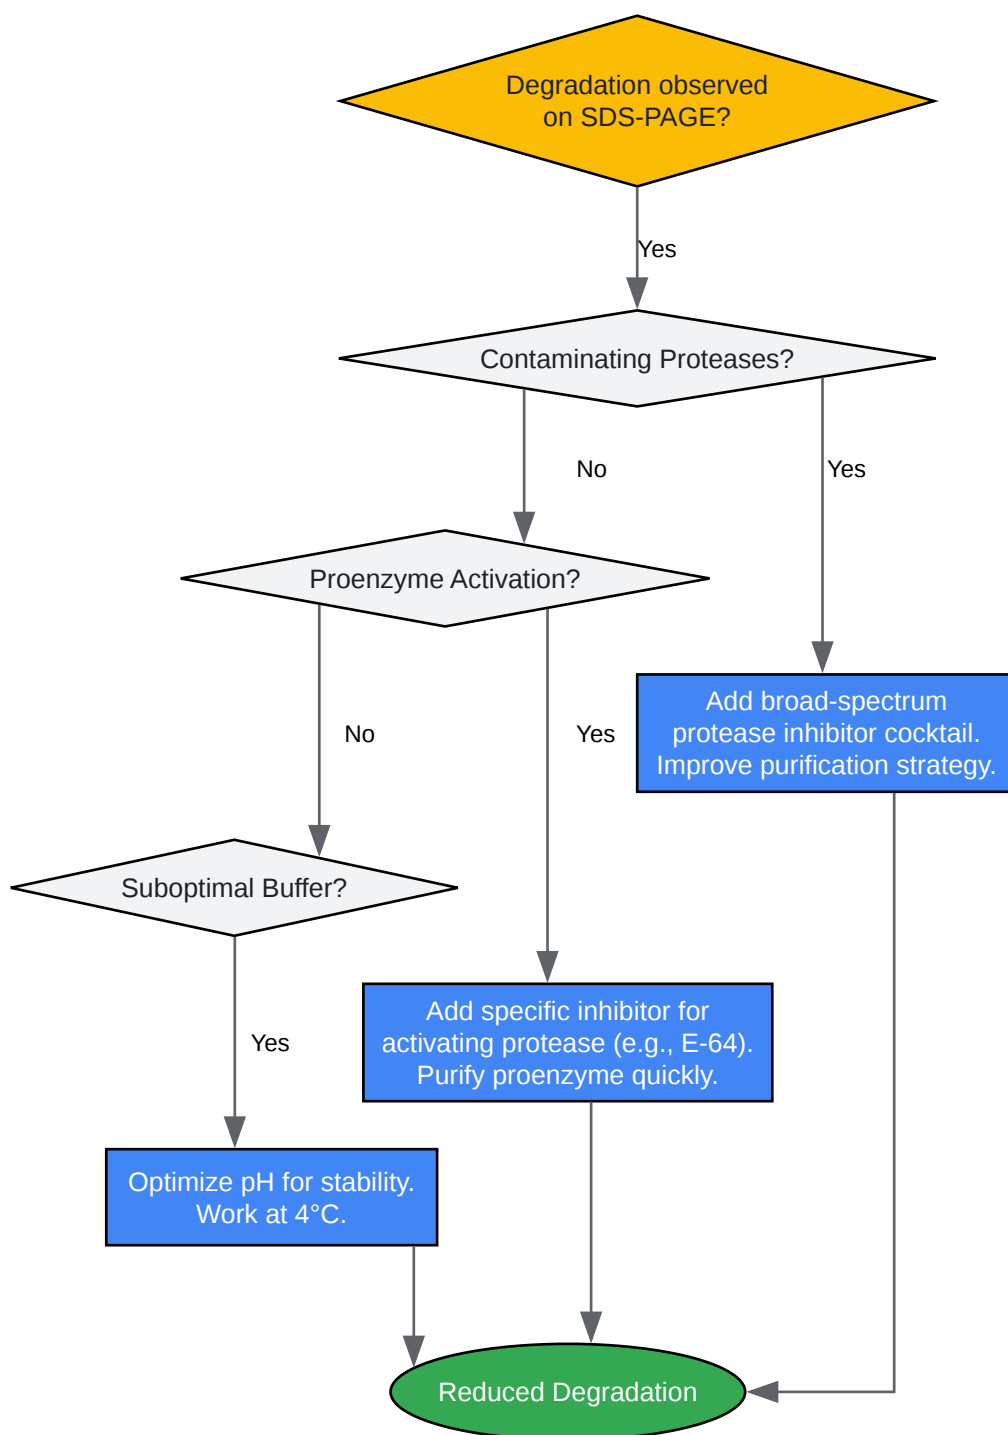 Degradation observed
on SDS-PAGE?
Yes
Contaminating Proteases?
No
Yes
Proenzyme Activation?
Add broad-spectrum
protease inhibitor cocktail.
Improve purification strategy.
No
Yes
Suboptimal Buffer?
Add specific inhibitor for
activating protease (e.g., E-64).
Purify proenzyme quickly.
Yes
Optimize pH for stability.
Work at 4°C.
Reduced Degradation